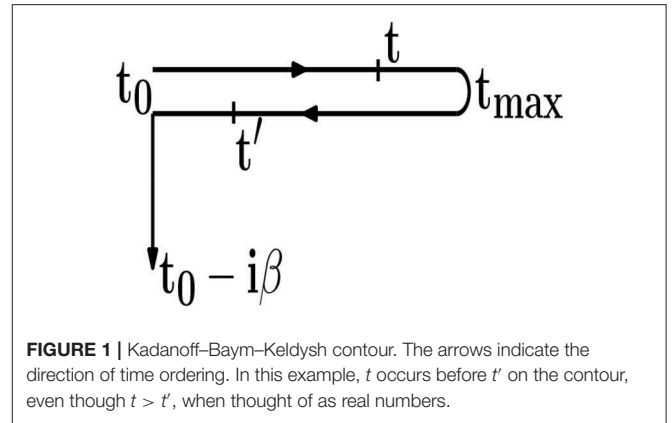 t
t₀
t_max
t′
t₀ − iβ
FIGURE 1 | Kadanoff–Baym–Keldysh contour. The arrows indicate the
direction of time ordering. In this example, t occurs before t′ on the contour,
even though t > t′, when thought of as real numbers.